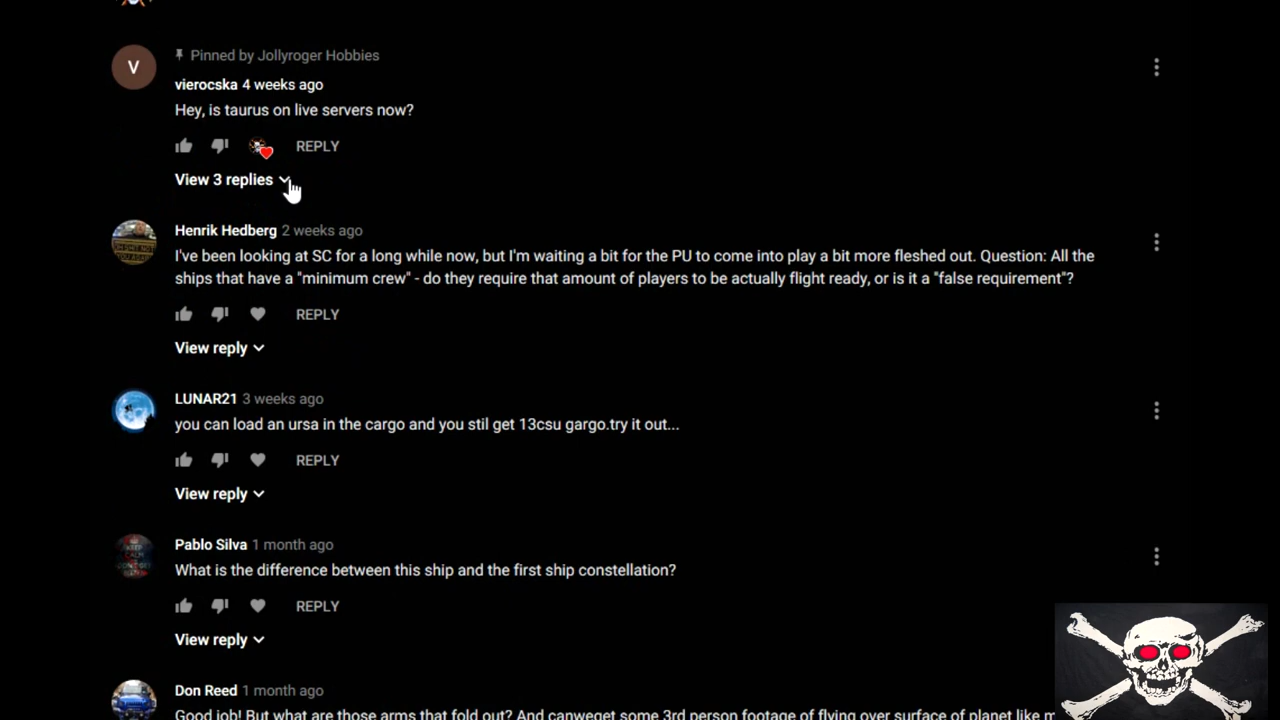 Pinned by Jollyroger Hobbies
V
vierocska 4 weeks ago
Hey, is taurus on live servers now?
REPLY
View 3 replies
Henrik Hedberg 2 weeks ago
I've been looking at SC for a long while now, but I'm waiting a bit for the PU to come into play a bit more fleshed out. Question: All the
ships that have a "minimum crew" - do they require that amount of players to be actually flight ready, or is it a "false requirement"?
REPLY
View reply
LUNAR21 3 weeks ago
you can load an ursa in the cargo and you stil get 13csu gargo.try it out...
REPLY
View reply
Pablo Silva 1 month ago
What is the difference between this ship and the first ship constellation?
REPLY
View reply
Don Reed 1 month ago
Good job! But what are those arms that fold out? And canweget some 3rd person footage of flying over surface of planet like